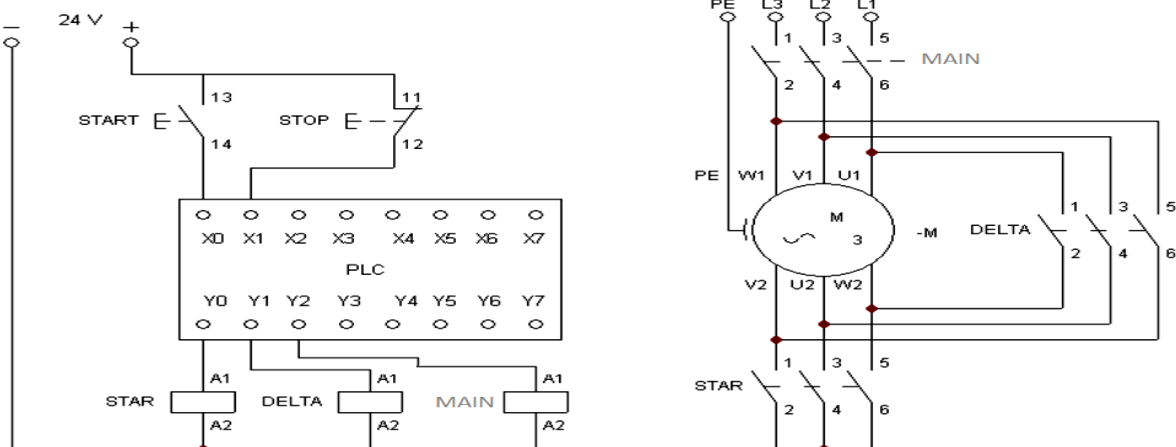 24 V
− +
13 11
START STOP
14 12
X0 X1 X2 X3 X4 X5 X6 X7
PLC
Y0 Y1 Y2 Y3 Y4 Y5 Y6 Y7
A1 A1 A1
STAR DELTA MAIN
A2 A2 A2
PE L3 L2 L1
1 3 5
MAIN
2 4 6
PE W1 V1 U1
M
3
-M
1 3 5
DELTA
2 4 6
V2 U2 W2
1 3 5
STAR
2 4 6